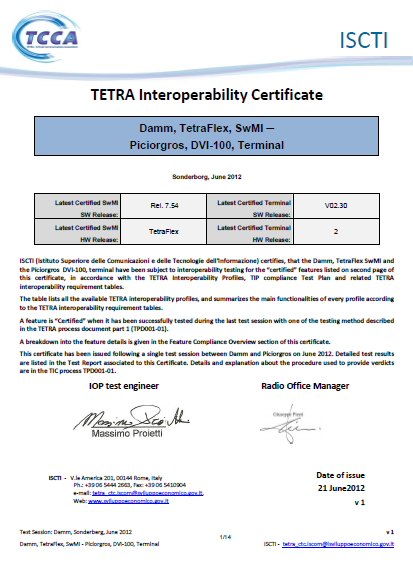 TCCA
ISCTI
TETRA Interoperability Certificate
Damm, TetraFlex, SwMI —
Piciorgros, DVI-100, Terminal
Sonderborg, June 2012
Latest Certified SwMI SW Release: Rel. 7.54 Latest Certified Terminal SW Release: V02.30
Latest Certified SwMI HW Release: TetraFlex Latest Certified Terminal HW Release: 2
ISCTI (Istituto Superiore delle Comunicazioni e delle Tecnologie dell'Informazione) certifies, that the Damm, TetraFlex SwMI and
the Piciorgros DVI-100, terminal have been subject to interoperability testing for the "certified" features listed on second page of
this certificate, in accordance with the TETRA Interoperability Profiles, TIP compliance Test Plan and related TETRA
interoperability requirement tables.
The table lists all the available TETRA interoperability profiles, and summarizes the main functionalities of every profile according
to the TETRA interoperability requirement tables.
A feature is "Certified" when it has been successfully tested during the last test session with one of the testing method described
in the TETRA process document part 1 (TPD001-01).
A breakdown into the feature details is given in the Feature Compliance Overview section of this certificate.
This certificate has been issued following a single test session between Damm and Piciorgros on June 2012. Detailed test results
are listed in the Test Report associated to this Certificate. Details and explanation about the procedure used to provide verdicts
are in the TIC process TPD001-01.
IOP test engineer Radio Office Manager
Massimo Proietti
ISCTI - V.le America 201, 00144 Rome, Italy
Ph.: +39 06 5444 2663, Fax: +39 06 5410904
e-mail: tetra_ctc.iscom@sviluppoeconomico.gov.it,
Web: www.sviluppoeconomico.gov.it
Date of issue
21 June2012
v 1
Test Session: Damm, Sonderborg, June 2012 v 1
1/14
Damm, TetraFlex, SwMI - Piciorgros, DVI-100, Terminal ISCTI - tetra_ctc.iscom@sviluppoeconomico.gov.it